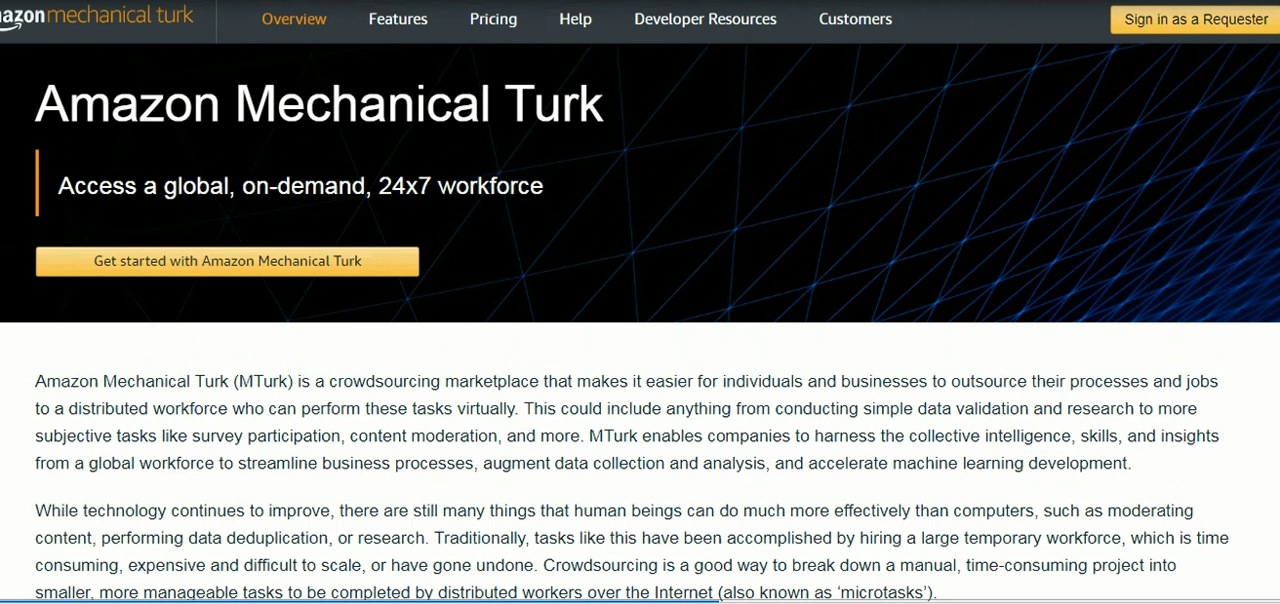 azon mechanical turk Overview Features Pricing Help Developer Resources Customers Sign in as a Requester
Amazon Mechanical Turk
Access a global, on-demand, 24x7 workforce
Get started with Amazon Mechanical Turk
Amazon Mechanical Turk (MTurk) is a crowdsourcing marketplace that makes it easier for individuals and businesses to outsource their processes and jobs
to a distributed workforce who can perform these tasks virtually. This could include anything from conducting simple data validation and research to more
subjective tasks like survey participation, content moderation, and more. MTurk enables companies to harness the collective intelligence, skills, and insights
from a global workforce to streamline business processes, augment data collection and analysis, and accelerate machine learning development.
While technology continues to improve, there are still many things that human beings can do much more effectively than computers, such as moderating
content, performing data deduplication, or research. Traditionally, tasks like this have been accomplished by hiring a large temporary workforce, which is time
consuming, expensive and difficult to scale, or have gone undone. Crowdsourcing is a good way to break down a manual, time-consuming project into
smaller, more manageable tasks to be completed by distributed workers over the Internet (also known as ‘microtasks’).